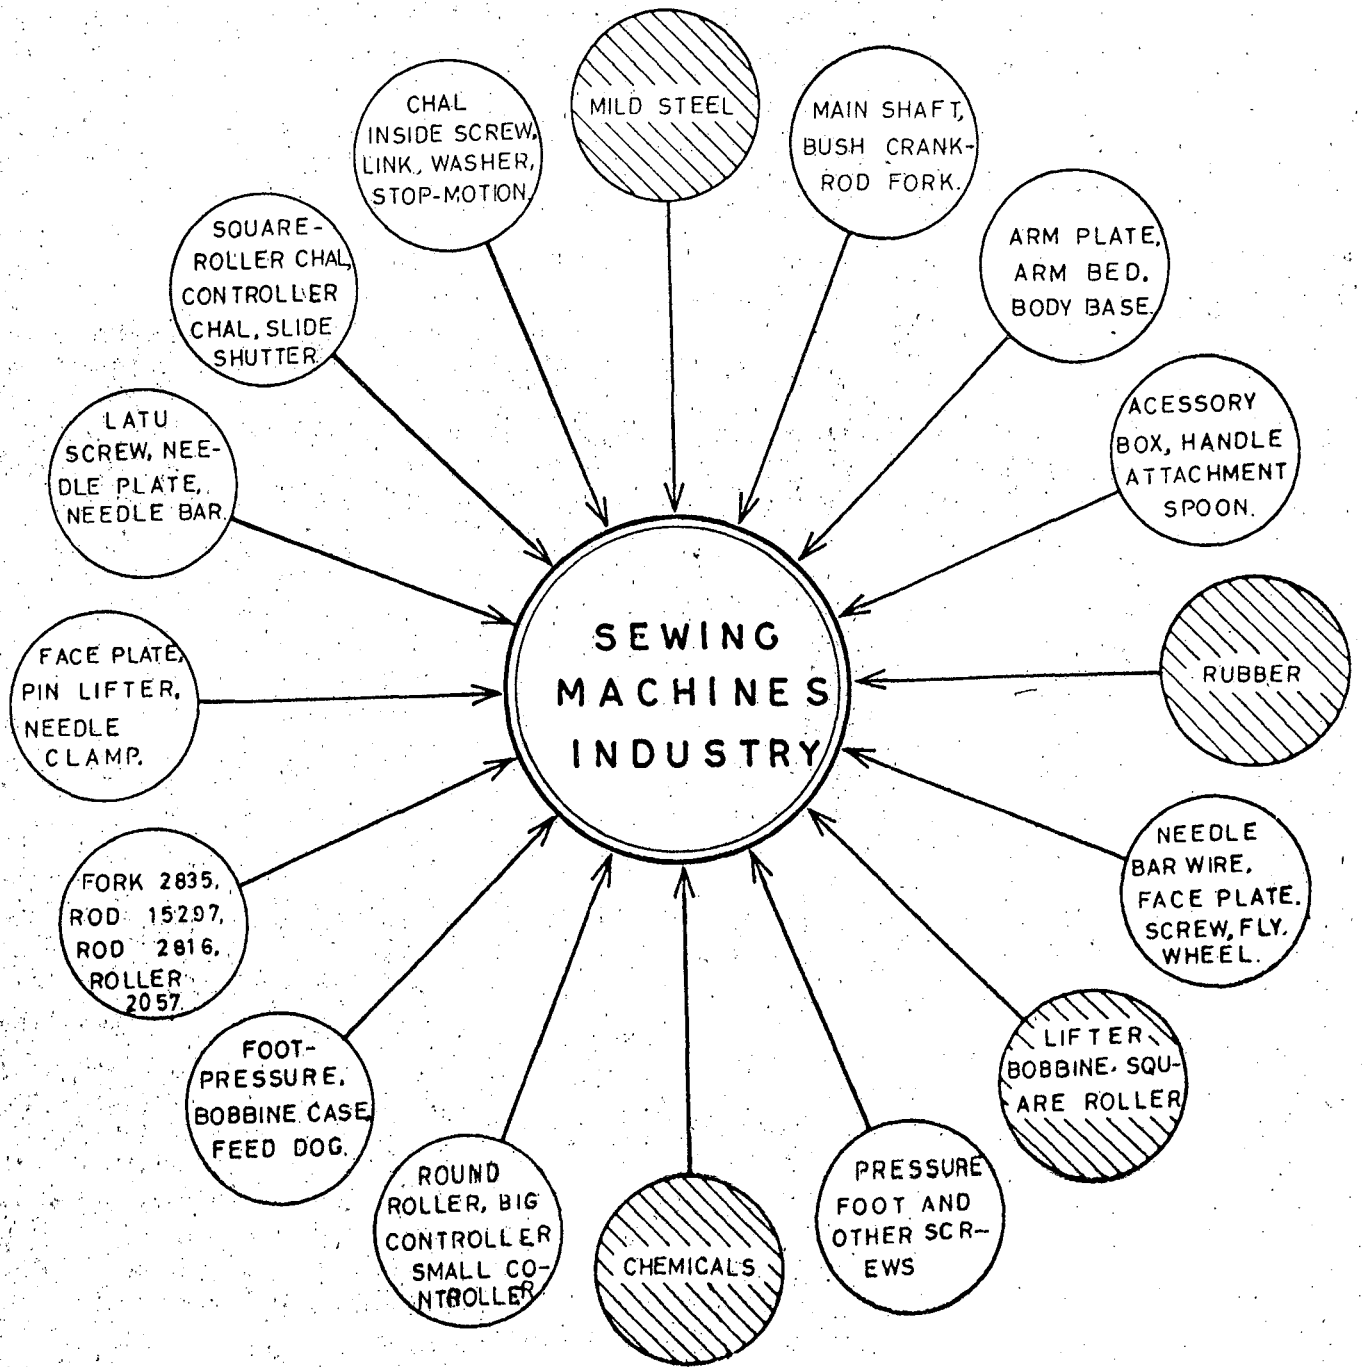 MILD STEEL
MAIN SHAFT,
BUSH CRANK-
ROD FORK.
ARM PLATE,
ARM BED.
BODY BASE.
ACESSORY
BOX, HANDLE
ATTACHMENT
SPOON.
RUBBER
NEEDLE
BAR WIRE,
FACE PLATE.
SCREW, FLY.
WHEEL.
LIFTER
BOBBINE. SQU-
ARE ROLLER
PRESSURE
FOOT AND
OTHER SCR-
EWS
CHEMICALS
ROUND
ROLLER, BIG
CONTROLLER
SMALL CO-
NTROLLER
FOOT-
PRESSURE.
BOBBINE CASE
FEED DOG.
FORK 2835.
ROD 15297,
ROD 2816,
ROLLER
2057.
FACE PLATE,
PIN LIFTER,
NEEDLE
CLAMP.
LATU
SCREW, NEE-
DLE PLATE,
NEEDLE BAR.
SQUARE-
ROLLER CHAL,
CONTROLLER
CHAL, SLIDE
SHUTTER.
CHAL
INSIDE SCREW,
LINK, WASHER,
STOP-MOTION.
SEWING
MACHINES
INDUSTRY